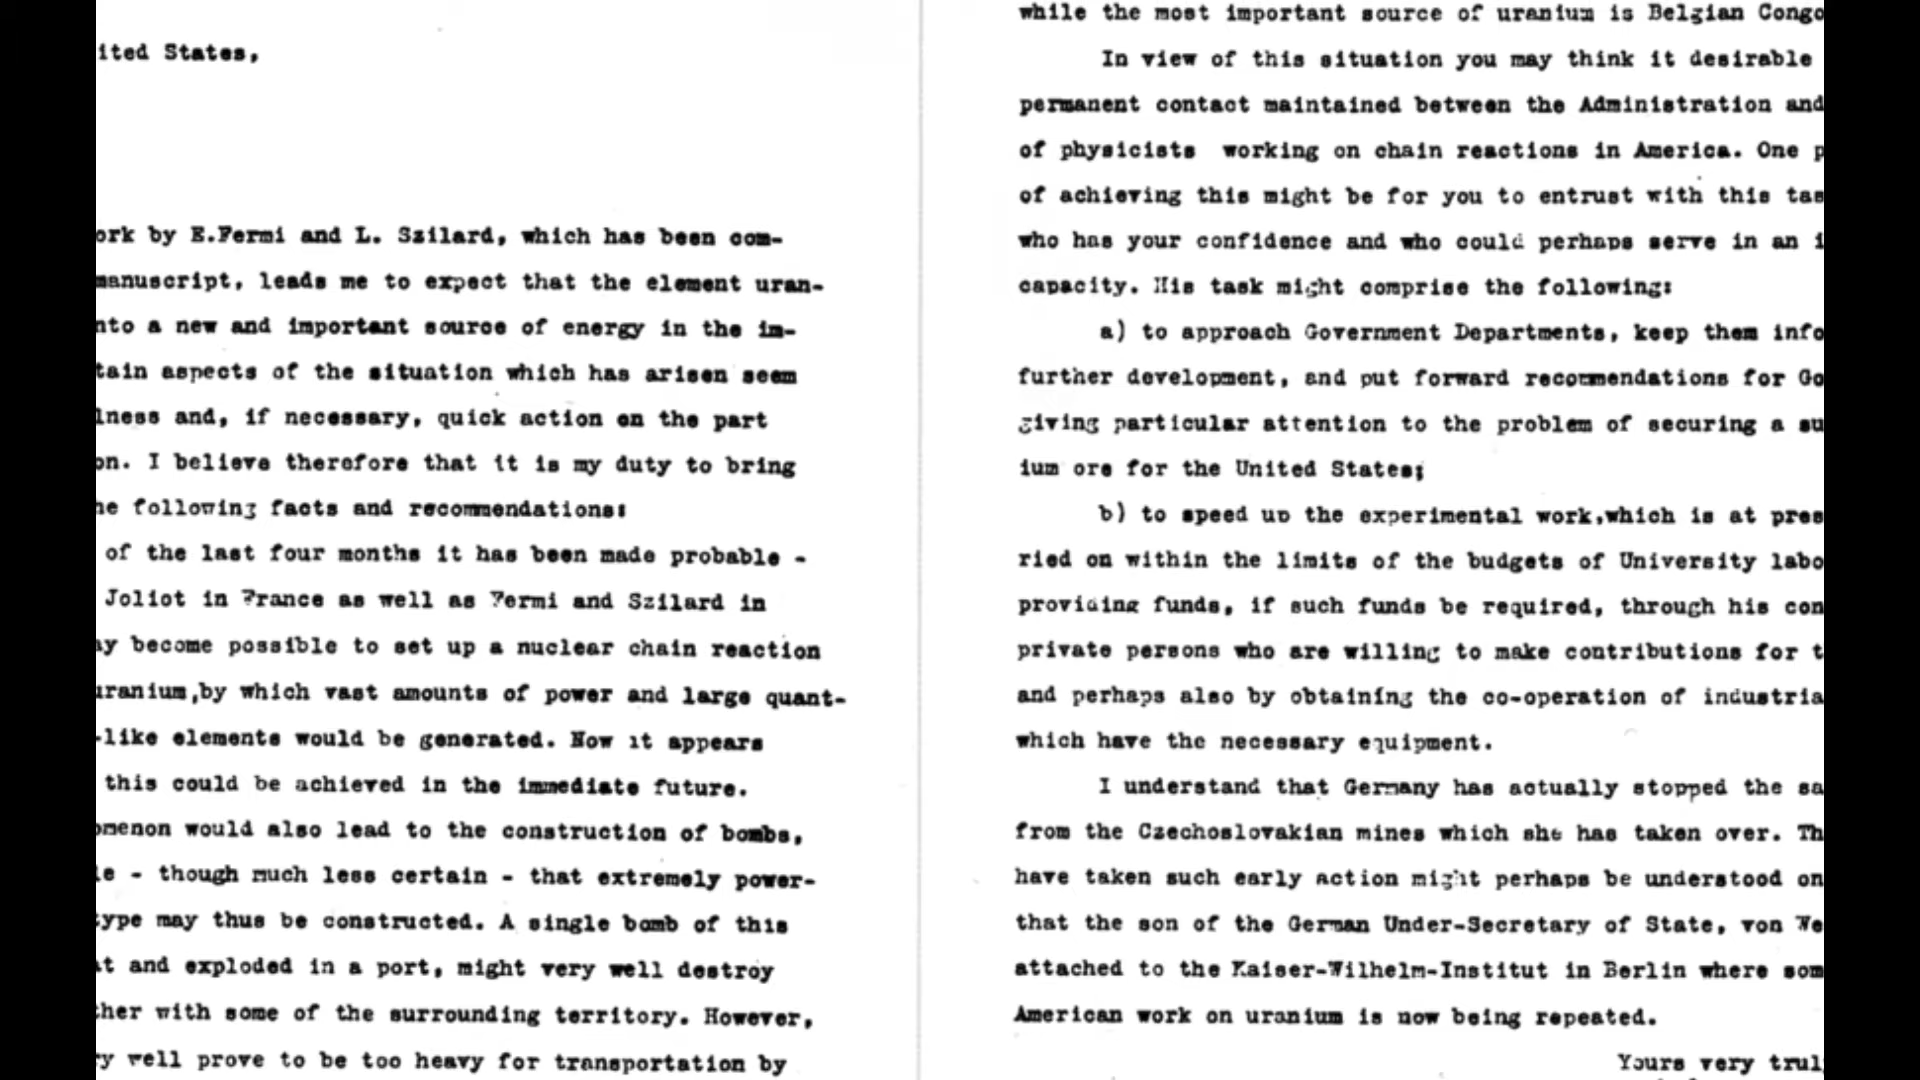 ited States,
ork by E.Fermi and L. Szilard, which has been com-
manuscript, leads me to expect that the element uran-
nto a new and important source of energy in the im-
tain aspects of the situation which has arisen seem
lness and, if necessary, quick action on the part
on. I believe therefore that it is my duty to bring
he following facts and recommendations:
of the last four months it has been made probable -
Joliot in France as well as Fermi and Szilard in
ay become possible to set up a nuclear chain reaction
uranium,by which vast amounts of power and large quant-
-like elements would be generated. Now it appears
this could be achieved in the immediate future.
omenon would also lead to the construction of bombs,
le - though much less certain - that extremely power-
type may thus be constructed. A single bomb of this
at and exploded in a port, might very well destroy
ther with some of the surrounding territory. However,
ry well prove to be too heavy for transportation by
while the most important source of uranium is Belgian Congo
In view of this situation you may think it desirable
permanent contact maintained between the Administration and
of physicists working on chain reactions in America. One p
of achieving this might be for you to entrust with this tas
who has your confidence and who could perhaps serve in an i
capacity. His task might comprise the following:
a) to approach Government Departments, keep them info
further development, and put forward recommendations for Go
giving particular attention to the problem of securing a su
ium ore for the United States;
b) to speed up the experimental work,which is at pres
ried on within the limits of the budgets of University labo
providing funds, if such funds be required, through his con
private persons who are willing to make contributions for t
and perhaps also by obtaining the co-operation of industria
which have the necessary equipment.
I understand that Germany has actually stopped the sa
from the Czechoslovakian mines which she has taken over. Th
have taken such early action might perhaps be understood on
that the son of the German Under-Secretary of State, von We
attached to the Kaiser-Wilhelm-Institut in Berlin where som
American work on uranium is now being repeated.
Yours very trul